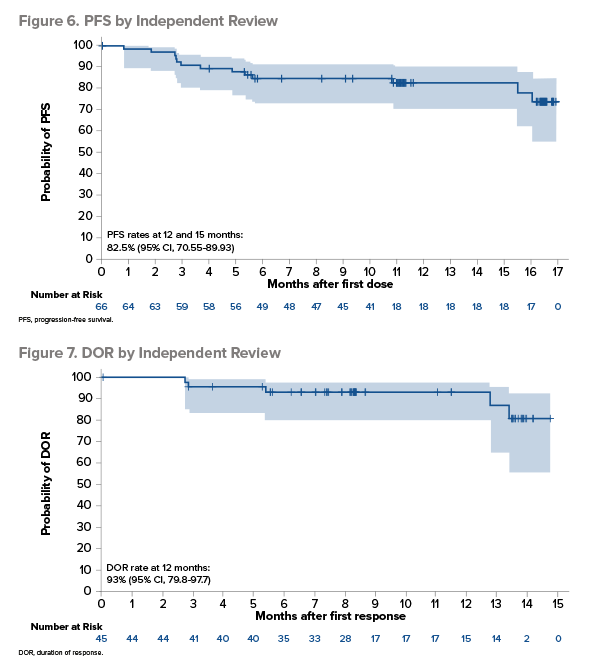 Figure 6. PFS by Independent Review
100
90
80
70
60
50
40
30
20
10
0
Probability of PFS
PFS rates at 12 and 15 months:
82.5% (95% CI, 70.55-89.93)
0 1 2 3 4 5 6 7 8 9 10 11 12 13 14 15 16 17
Months after first dose
Number at Risk
66 64 63 59 58 56 49 48 47 45 41 18 18 18 18 18 17 0
PFS, progression-free survival.
Figure 7. DOR by Independent Review
100
90
80
70
60
50
40
30
20
10
0
Probability of DOR
DOR rate at 12 months:
93% (95% CI, 79.8-97.7)
0 1 2 3 4 5 6 7 8 9 10 11 12 13 14 15
Months after first response
Number at Risk
45 44 44 41 40 40 35 33 28 17 17 17 15 14 2 0
DOR, duration of response.